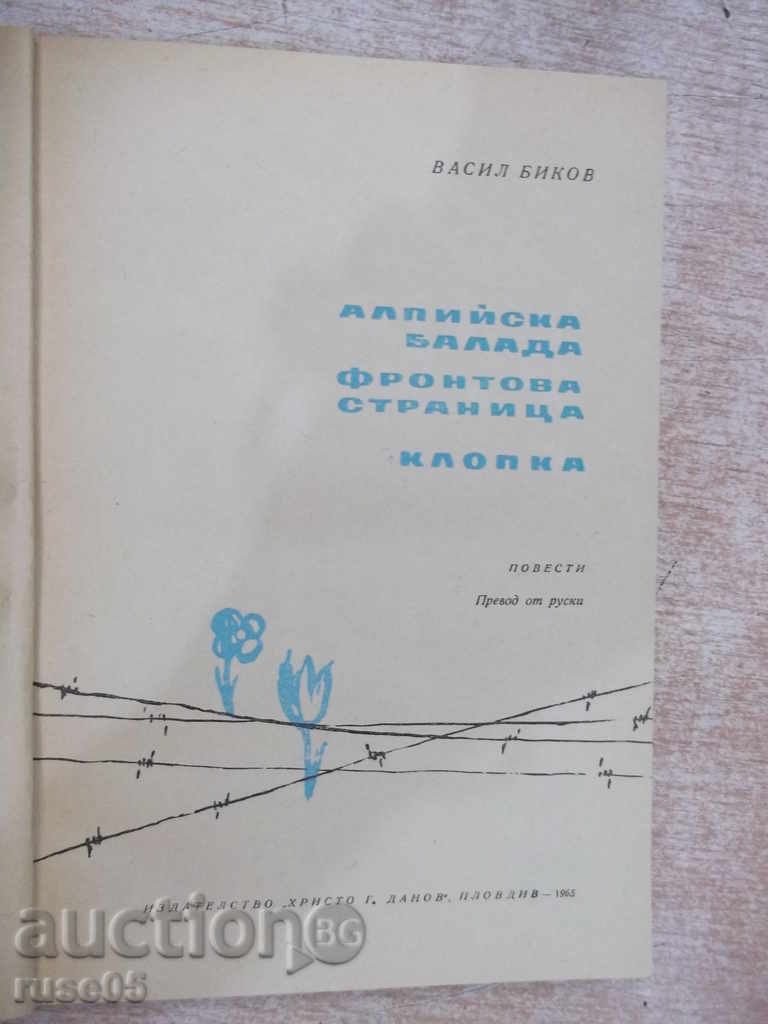 ВАСИЛ БИКОВ
АЛПИЙСКА
БАЛАДА
ФРОНТОВА
СТРАНИЦА
КЛОПКА
ПОВЕСТИ
Превод от руски
ИЗДАТЕЛСТВО „ХРИСТО Г. ДАНОВ", ПЛОВДИВ — 1965
auction BG
ruse05